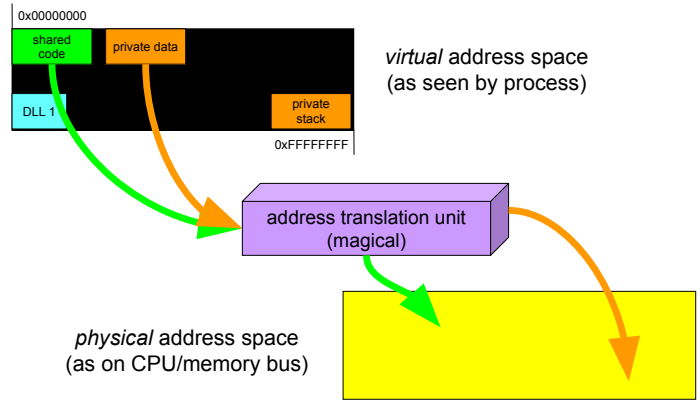 0x00000000
shared
code
private data
virtual address space
(as seen by process)
DLL 1
private
stack
0xFFFFFFFF
address translation unit
(magical)
physical address space
(as on CPU/memory bus)